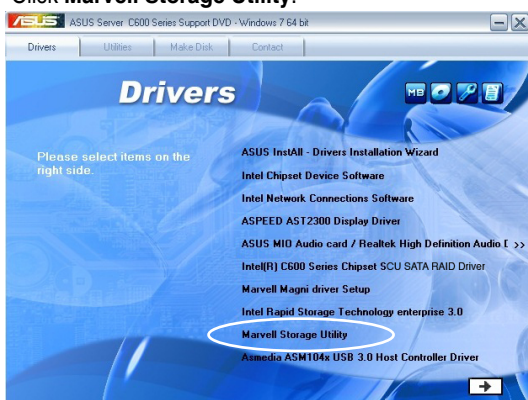 Click Marvell Storage Utility.
ASUS Server C600 Series Support DVD - Windows 7 64 bit
Drivers
Utilities
Make Disk
Contact
Drivers
MB
Please select items on the
right side.
ASUS InstAll - Drivers Installation Wizard
Intel Chipset Device Software
Intel Network Connections Software
ASPEED AST2300 Display Driver
ASUS MIO Audio card / Realtek High Definition Audio D >>
Intel(R) C600 Series Chipset SCU SATA RAID Driver
Marvell Magni driver Setup
Intel Rapid Storage Technology enterprise 3.0
Marvell Storage Utility
Asmedia ASM104x USB 3.0 Host Controller Driver